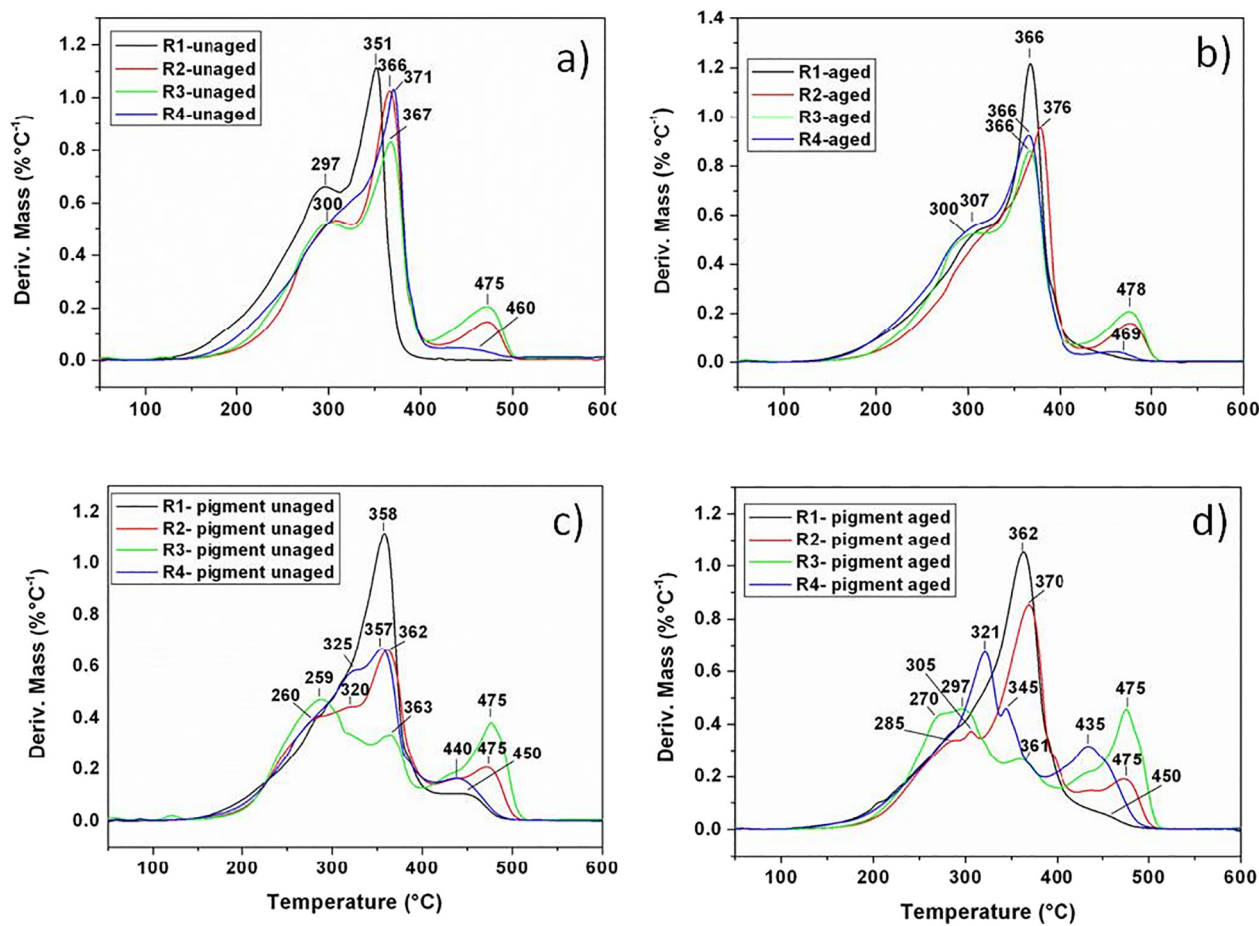 a)
R1-unaged
R2-unaged
R3-unaged
R4-unaged
351
366
371
367
297
300
475
460
1.2
1.0
0.8
0.6
0.4
0.2
0.0
Deriv. Mass (%°C⁻¹)
100 200 300 400 500 600
b)
R1-aged
R2-aged
R3-aged
R4-aged
366
376
366
366
300 307
478
469
1.4
1.2
1.0
0.8
0.6
0.4
0.2
0.0
Deriv. Mass (% °C⁻¹)
100 200 300 400 500 600
c)
R1- pigment unaged
R2- pigment unaged
R3- pigment unaged
R4- pigment unaged
358
325 357 362
260 259 320
363
475
440 475 450
1.2
1.0
0.8
0.6
0.4
0.2
0.0
Deriv. Mass (%°C⁻¹)
100 200 300 400 500 600
Temperature (°C)
d)
R1- pigment aged
R2- pigment aged
R3- pigment aged
R4- pigment aged
362
370
321
305 297 345
270
285
361
435
475
475
450
1.2
1.0
0.8
0.6
0.4
0.2
0.0
Deriv. Mass (%°C⁻¹)
100 200 300 400 500 600
Temperature (°C)